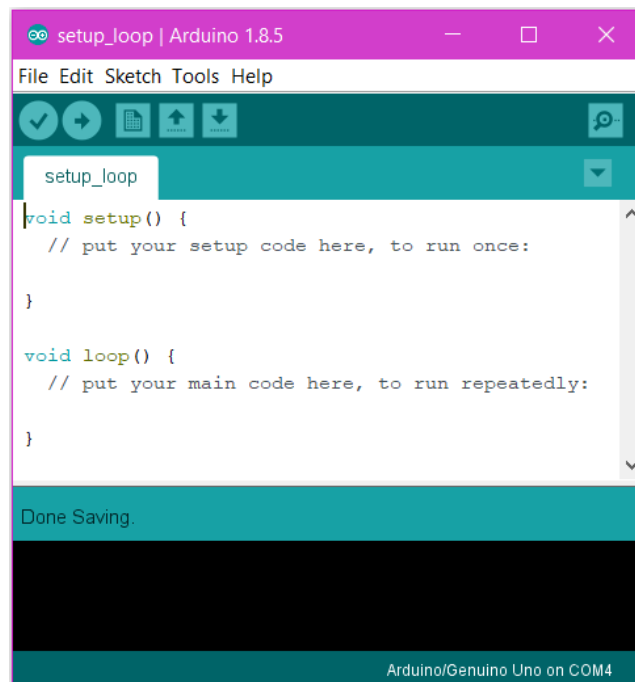 setup_loop | Arduino 1.8.5
File Edit Sketch Tools Help
setup_loop
void setup() {
  // put your setup code here, to run once:
}
void loop() {
  // put your main code here, to run repeatedly:
}
Done Saving.
Arduino/Genuino Uno on COM4